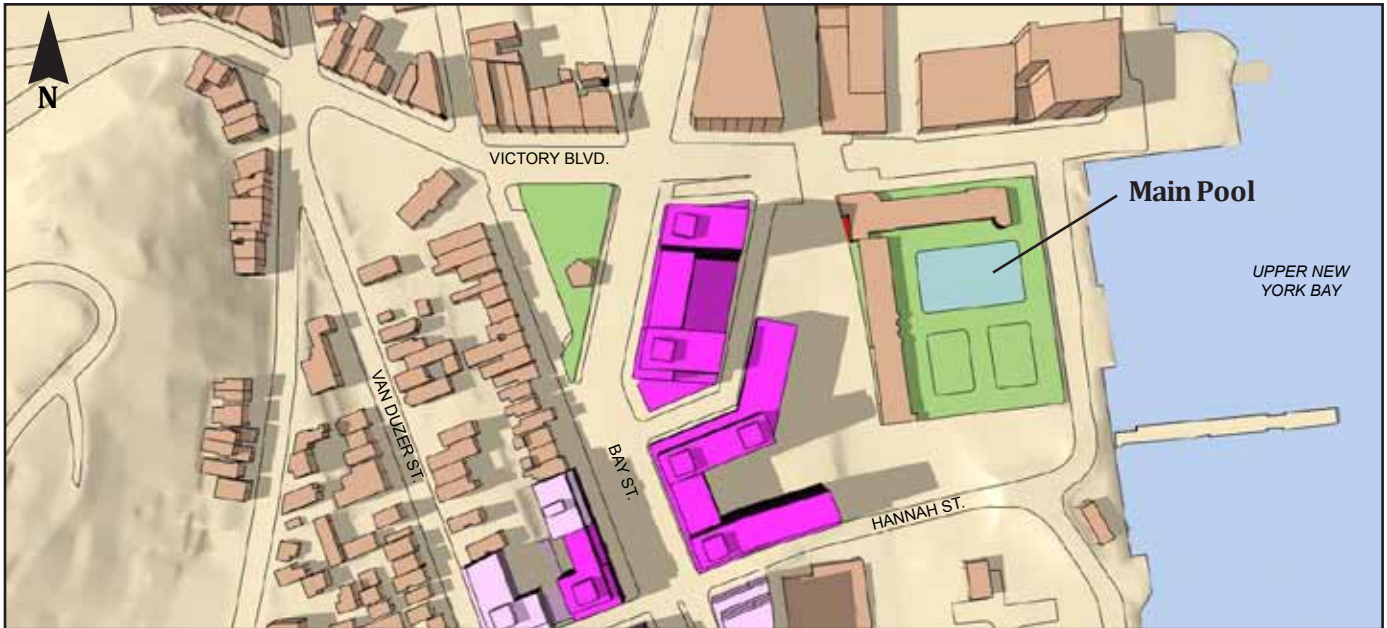 N
VICTORY BLVD.
Main Pool
UPPER NEW
YORK BAY
VAN DUZER ST.
BAY ST.
HANNAH ST.